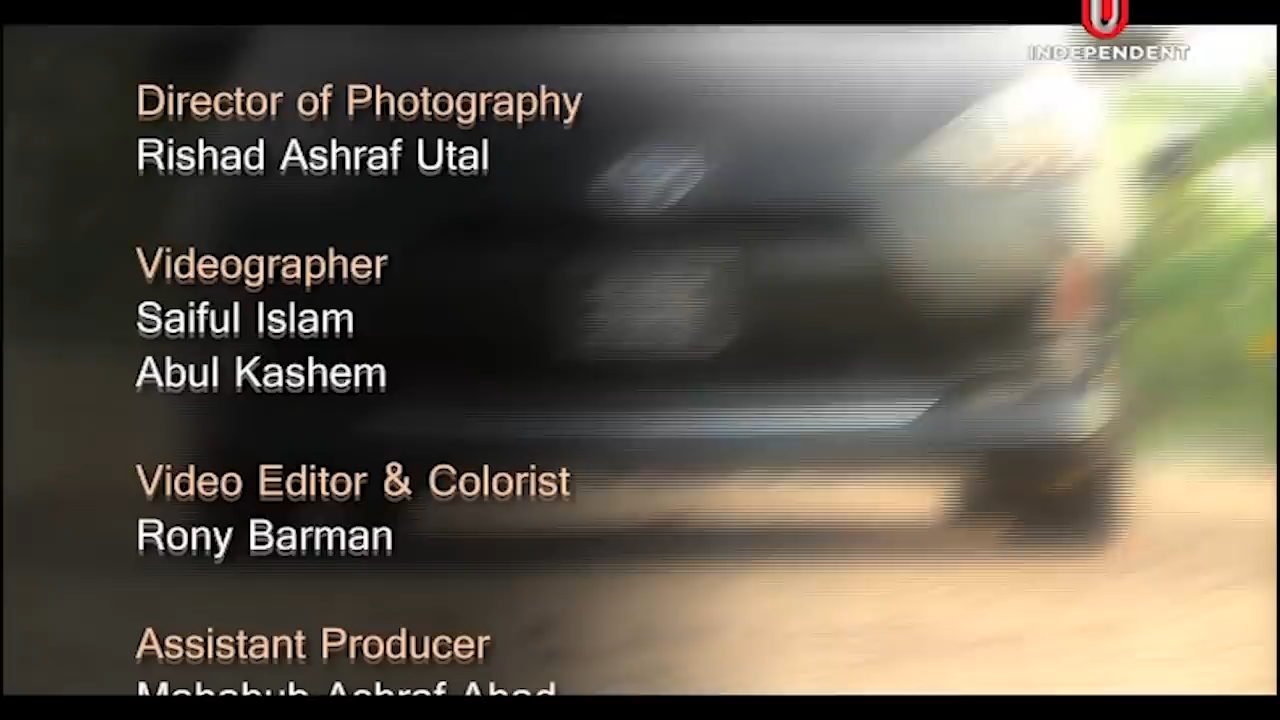 INDEPENDENT
Director of Photography
Rishad Ashraf Utal
Videographer
Saiful Islam
Abul Kashem
Video Editor & Colorist
Rony Barman
Assistant Producer
Ashraf